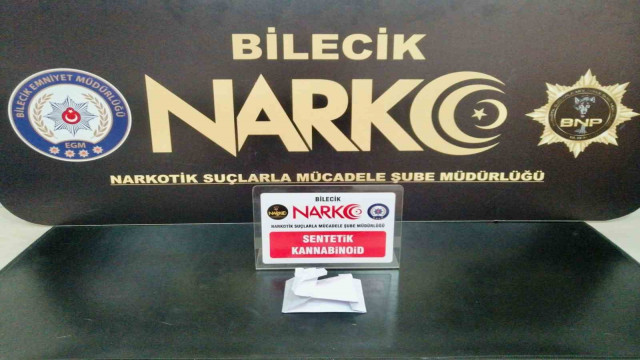 BİLECİK
NARKO
NARKOTİK SUÇLARLA MÜCADELE ŞUBE MÜDÜRLÜĞÜ
BİLECİK EMNİYET MÜDÜRLÜĞÜ
EGM
BNP
BİLECİK
NARKO
NARKOTİK SUÇLARLA MÜCADELE ŞUBE MÜDÜRLÜĞÜ
SENTETİK
KANNABİNOİD